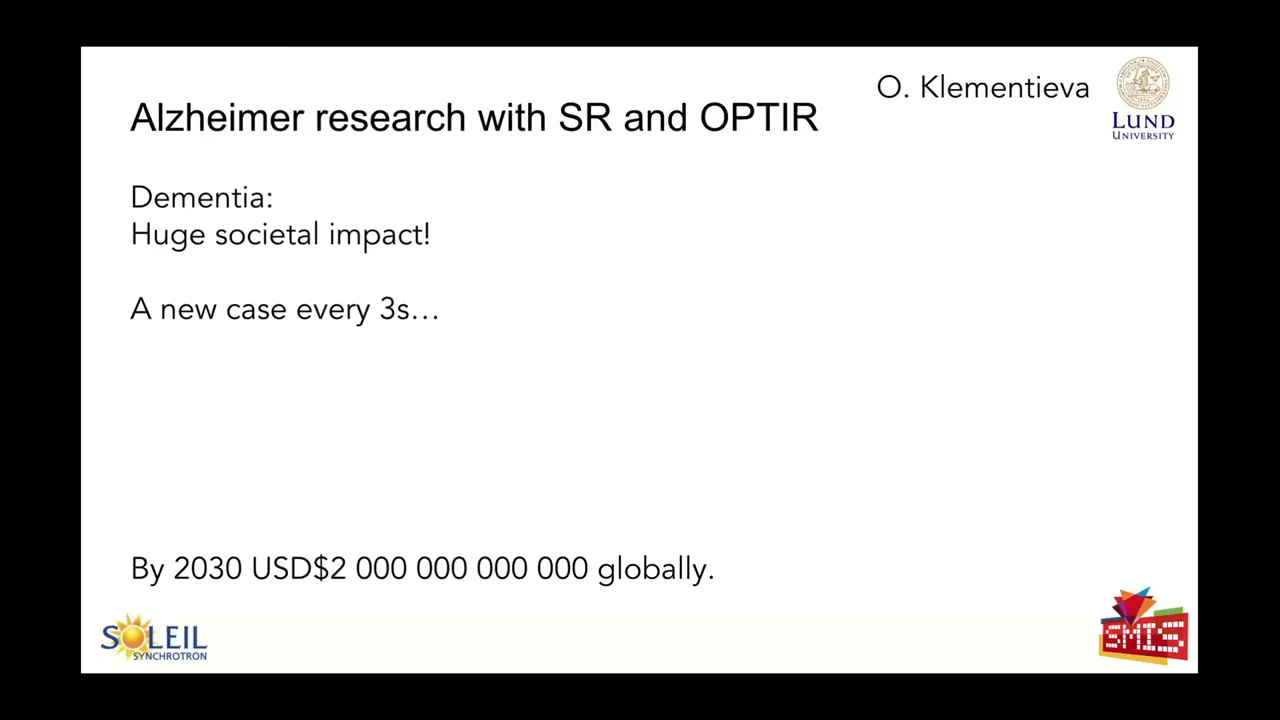 O. Klementieva
LUND
UNIVERSITY
Alzheimer research with SR and OPTIR
Dementia:
Huge societal impact!
A new case every 3s…
By 2030 USD$2 000 000 000 000 globally.
SOLEIL
SYNCHROTRON
SMIS